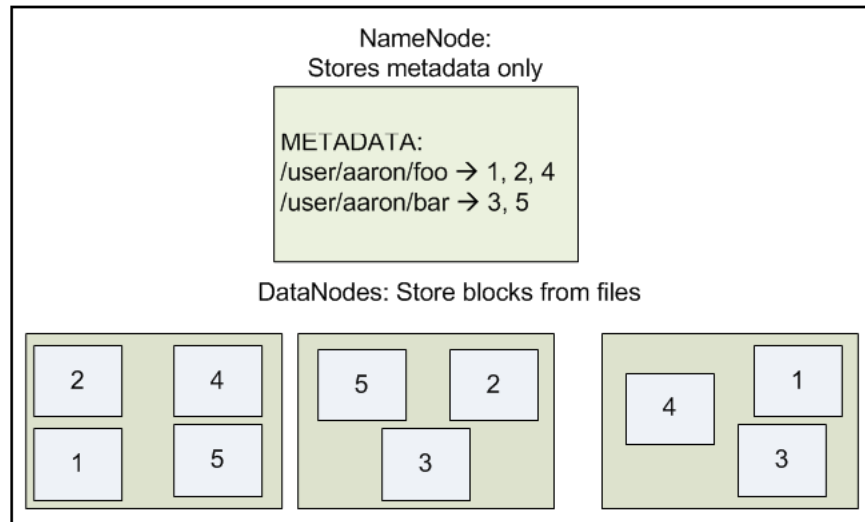 NameNode:
Stores metadata only
METADATA:
/user/aaron/foo → 1, 2, 4
/user/aaron/bar → 3, 5
DataNodes: Store blocks from files
2
4
1
5
5
2
3
4
1
3